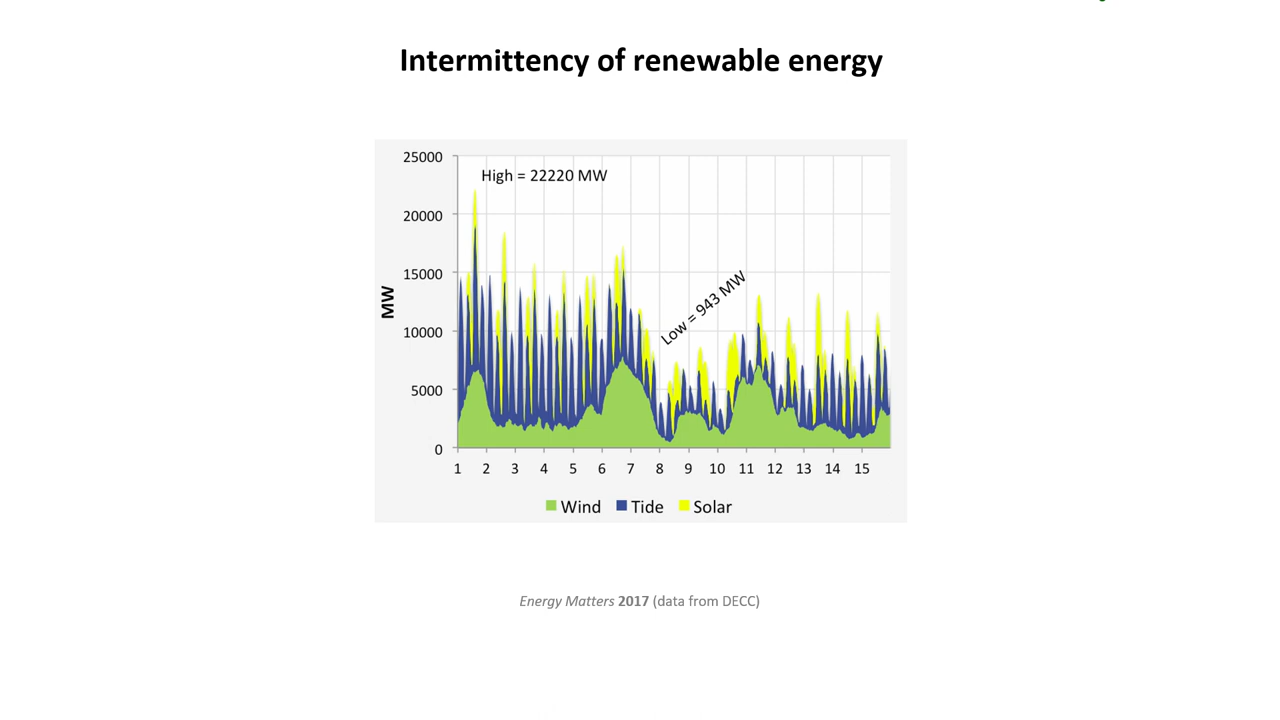 Intermittency of renewable energy
25000
20000
15000
10000
5000
0
MW
High = 22220 MW
Low = 943 MW
1 2 3 4 5 6 7 8 9 10 11 12 13 14 15
Wind Tide Solar
Energy Matters 2017 (data from DECC)